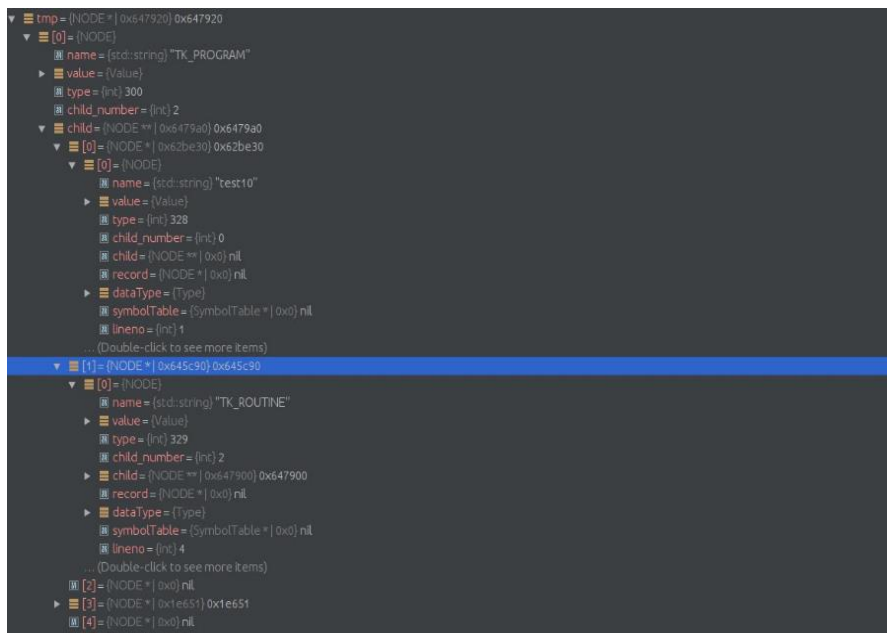 tmp = {NODE * | 0x647920} 0x647920
[0] = {NODE}
name = {std::string} "TK_PROGRAM"
value = {Value}
type = {int} 300
child_number = {int} 2
child = {NODE ** | 0x6479a0} 0x6479a0
[0] = {NODE * | 0x62be30} 0x62be30
[0] = {NODE}
name = {std::string} "test10"
value = {Value}
type = {int} 328
child_number = {int} 0
child = {NODE ** | 0x0} nil
record = {NODE * | 0x0} nil
dataType = {Type}
symbolTable = {SymbolTable * | 0x0} nil
lineno = {int} 1
... (Double-click to see more items)
[1] = {NODE * | 0x645c90} 0x645c90
[0] = {NODE}
name = {std::string} "TK_ROUTINE"
value = {Value}
type = {int} 329
child_number = {int} 2
child = {NODE ** | 0x647900} 0x647900
record = {NODE * | 0x0} nil
dataType = {Type}
symbolTable = {SymbolTable * | 0x0} nil
lineno = {int} 4
... (Double-click to see more items)
[2] = {NODE * | 0x0} nil
[3] = {NODE * | 0x1e651} 0x1e651
[4] = {NODE * | 0x0} nil